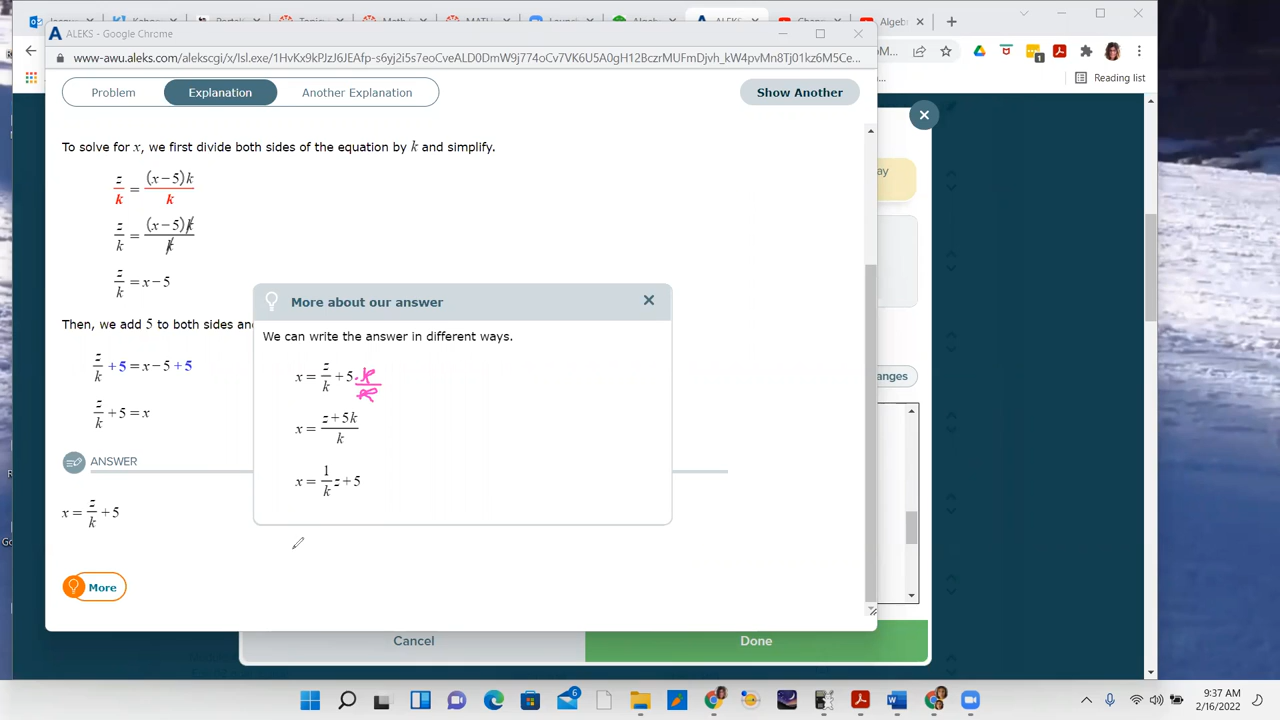 ALEKS - Google Chrome
www-awu.aleks.com/alekscgi/x/Isl.exe/
Reading list
Problem
Explanation
Another Explanation
Show Another
To solve for x, we first divide both sides of the equation by k and simplify.
z/k = (x−5)k/k
z/k = (x−5)k/k
z/k = x−5
Then, we add 5 to both sides
z/k +5 = x−5 +5
z/k +5 = x
More about our answer
We can write the answer in different ways.
x = z/k + 5 · k/k
x = (z+5k)/k
x = 1/k z+5
ANSWER
x = z/k + 5
More
anges
Cancel
Done
9:37 AM
2/16/2022